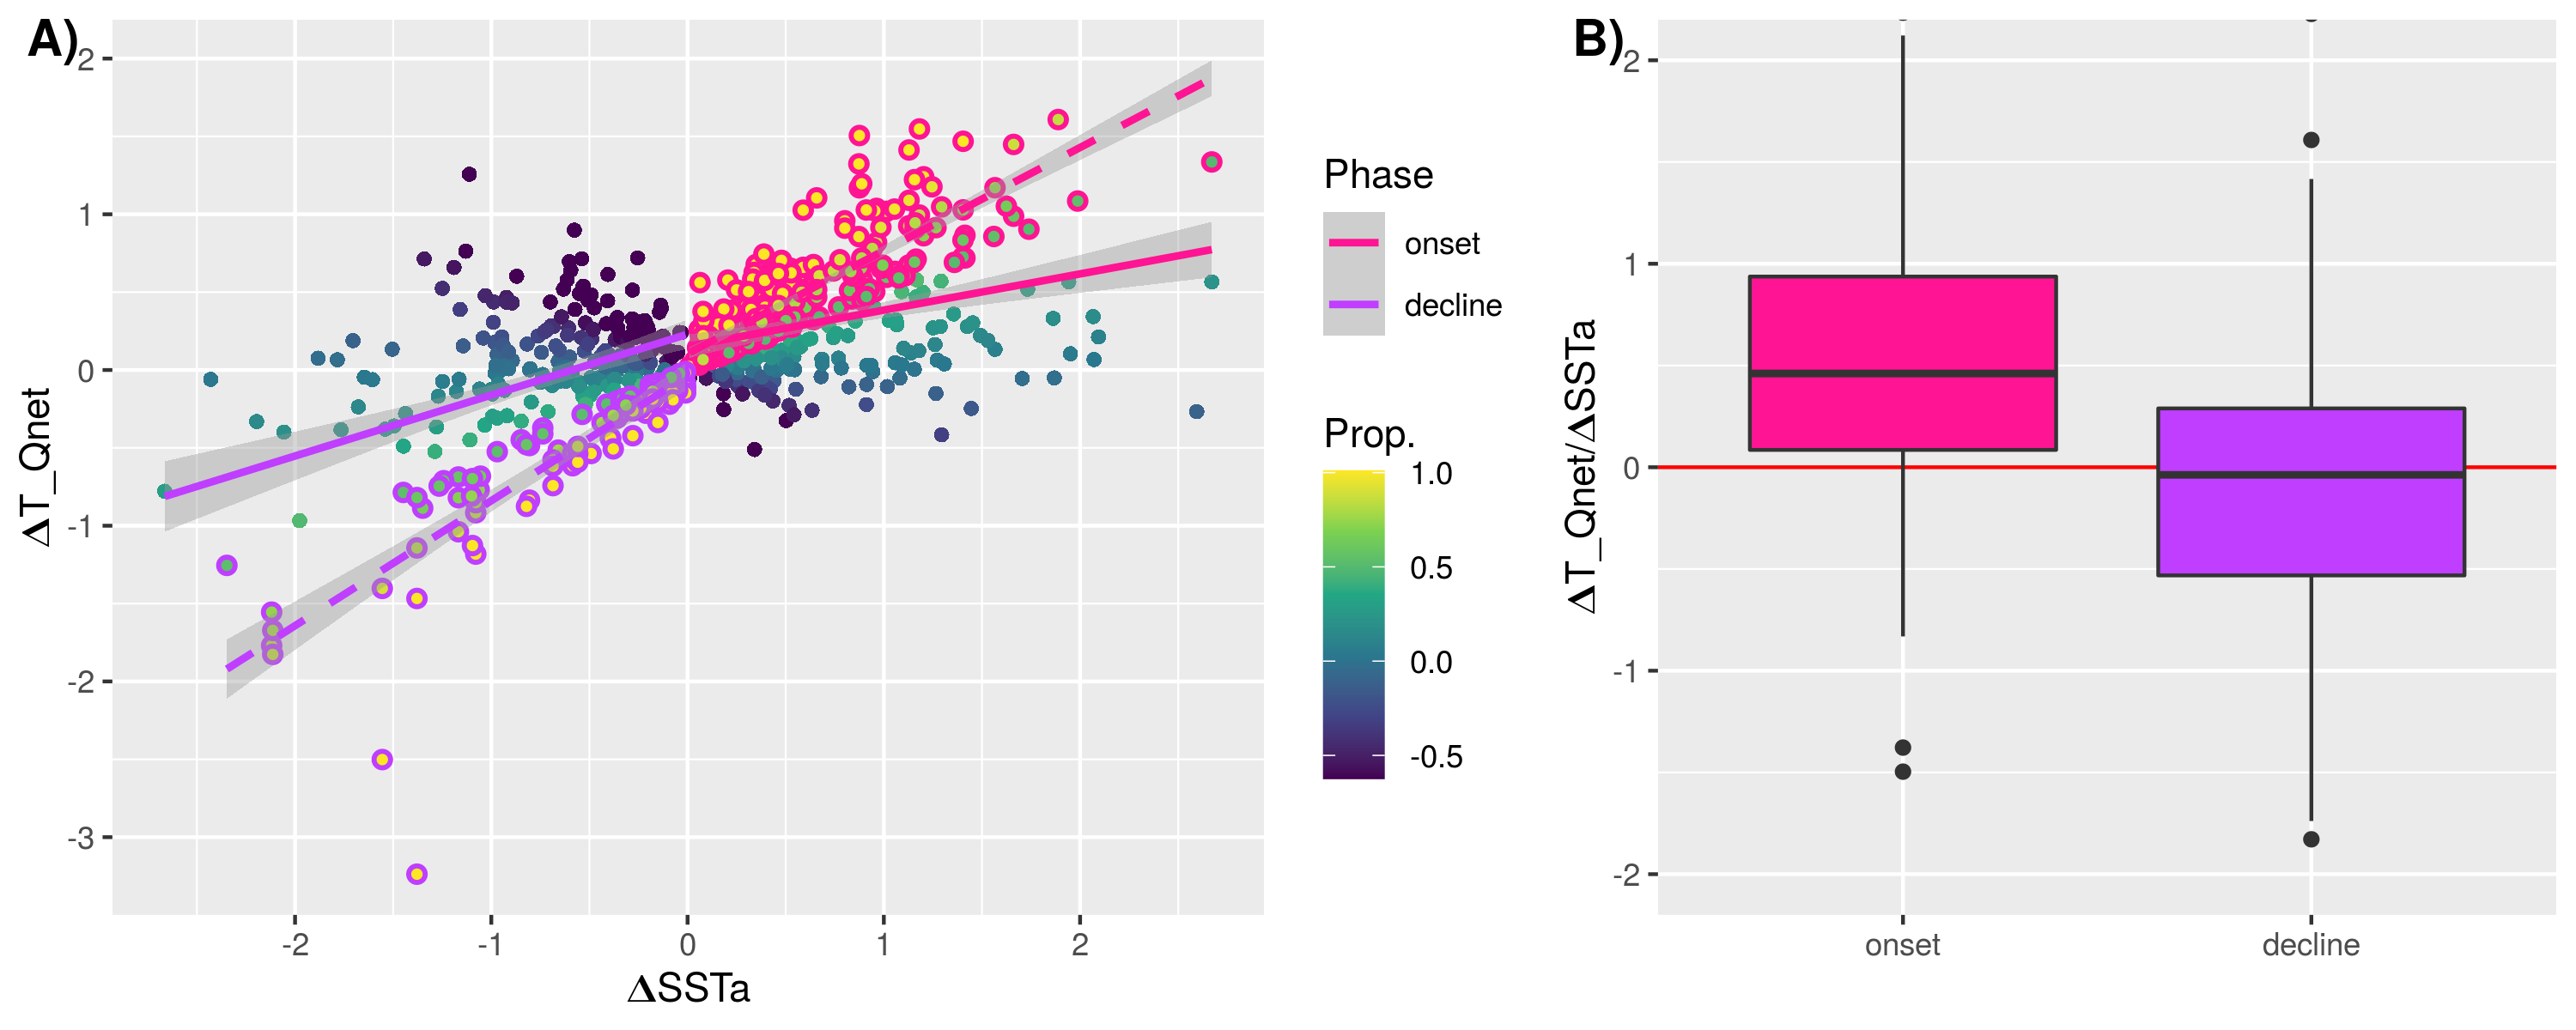 A)
2
1
0
-1
-2
-3
ΔT_Qnet
-2 -1 0 1 2
ΔSSTa
Phase
onset
decline
Prop.
1.0
0.5
0.0
-0.5
B)
2
1
0
-1
-2
ΔT_Qnet/ΔSSTa
onset decline